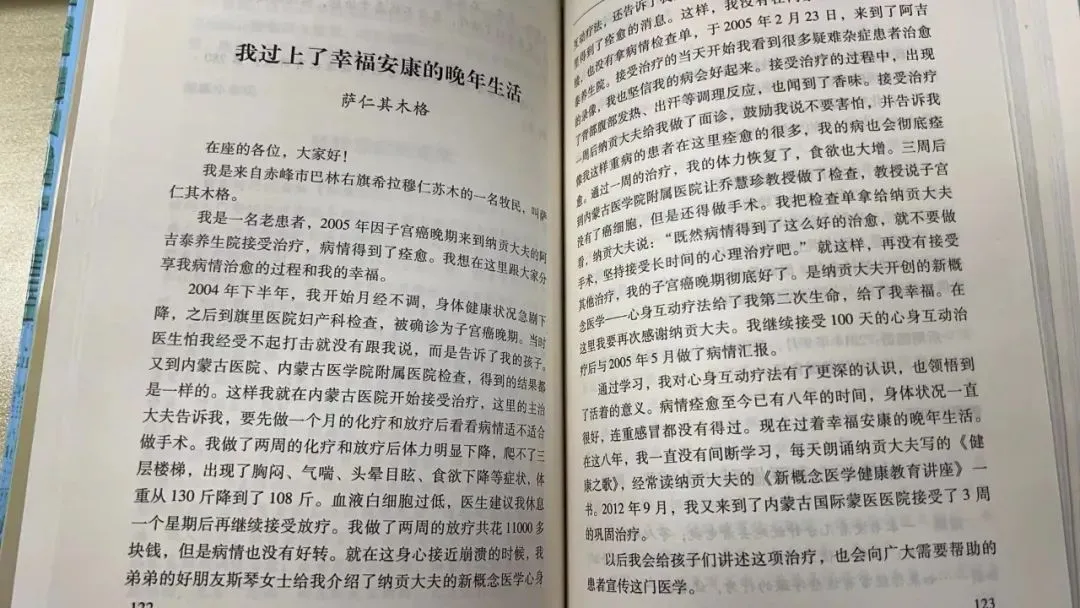 我过上了幸福安康的晚年生活
萨仁其木格
在座的各位，大家好！
我是来自赤峰市巴林右旗希拉穆仁苏木的一名牧民，叫萨
仁其木格。
我是一名老患者，2005年因子宫癌晚期来到纳贡大夫的阿
吉泰养生院接受治疗，病情得到了痊愈。我想在这里跟大家分
享我病情治愈的过程和我的幸福。
2004年下半年，我开始月经不调，身体健康状况急剧下
降，之后到旗里医院妇产科检查，被确诊为子宫癌晚期。当时
医生怕我经受不起打击就没有跟我说，而是告诉了我的孩子。
又到内蒙古医院、内蒙古医学院附属医院检查，得到的结果都
是一样的。这样我就在内蒙古医院开始接受治疗，这里的主治
大夫告诉我，要先做一个月的化疗和放疗后看看病情适不适合
做手术。我做了两周的化疗和放疗后体力明显下降，爬不了三
层楼梯，出现了胸闷、气喘、头晕目眩、食欲下降等症状，体
重从130斤降到了108斤。血液白细胞过低，医生建议我休息
一个星期后再继续接受放疗。我做了两周的放疗共花11000多
块钱，但是病情也没有好转。就在这身心接近崩溃的时候，我
弟弟的好朋友斯琴女士给我介绍了纳贡大夫的新概念医学心身
122
互动疗法，还告诉了我
里得到了痊愈的消息。这样，我没有在
也没有拿病情检查单，于2005年2月23日，来到了阿吉
泰养生院。接受治疗的当天开始我看到很多疑难杂症患者治愈
的录像，我也坚信我的病会好起来。接受治疗的过程中，出现
了背部腹部发热、出汗等调理反应，也闻到了香味。接受治疗
一周后纳贡大夫给我做了面诊，鼓励我说不要害怕，并告诉我
像我这样重病的患者在这里痊愈的很多，我的病也会彻底痊
愈。通过一周的治疗，我的体力恢复了，食欲也大增。三周后
到内蒙古医学院附属医院让乔慧珍教授做了检查，教授说子宫
没有了癌细胞，但是还得做手术。我把检查单拿给纳贡大夫
看，纳贡大夫说：“既然病情得到了这么好的治愈，就不要做
手术，坚持接受长时间的心理治疗吧。”就这样，再没有接受
其他治疗，我的子宫癌晚期彻底好了。是纳贡大夫开创的新概
念医学——心身互动疗法给了我第二次生命，给了我幸福。在
这里我要再次感谢纳贡大夫。我继续接受100天的心身互动治
疗后与2005年5月做了病情汇报。
通过学习，我对心身互动疗法有了更深的认识，也领悟到
了活着的意义。病情痊愈至今已有八年的时间，身体状况一直
很好，连重感冒都没有得过。现在过着幸福安康的晚年生活。
在这八年，我一直没有间断学习，每天朗诵纳贡大夫写的《健
康之歌》，经常读纳贡大夫的《新概念医学健康教育讲座》一
书。2012年9月，我又来到了内蒙古国际蒙医医院接受了3周
的巩固治疗。
以后我会给孩子们讲述这项治疗，也会向广大需要帮助的
患者宣传这门医学。
123